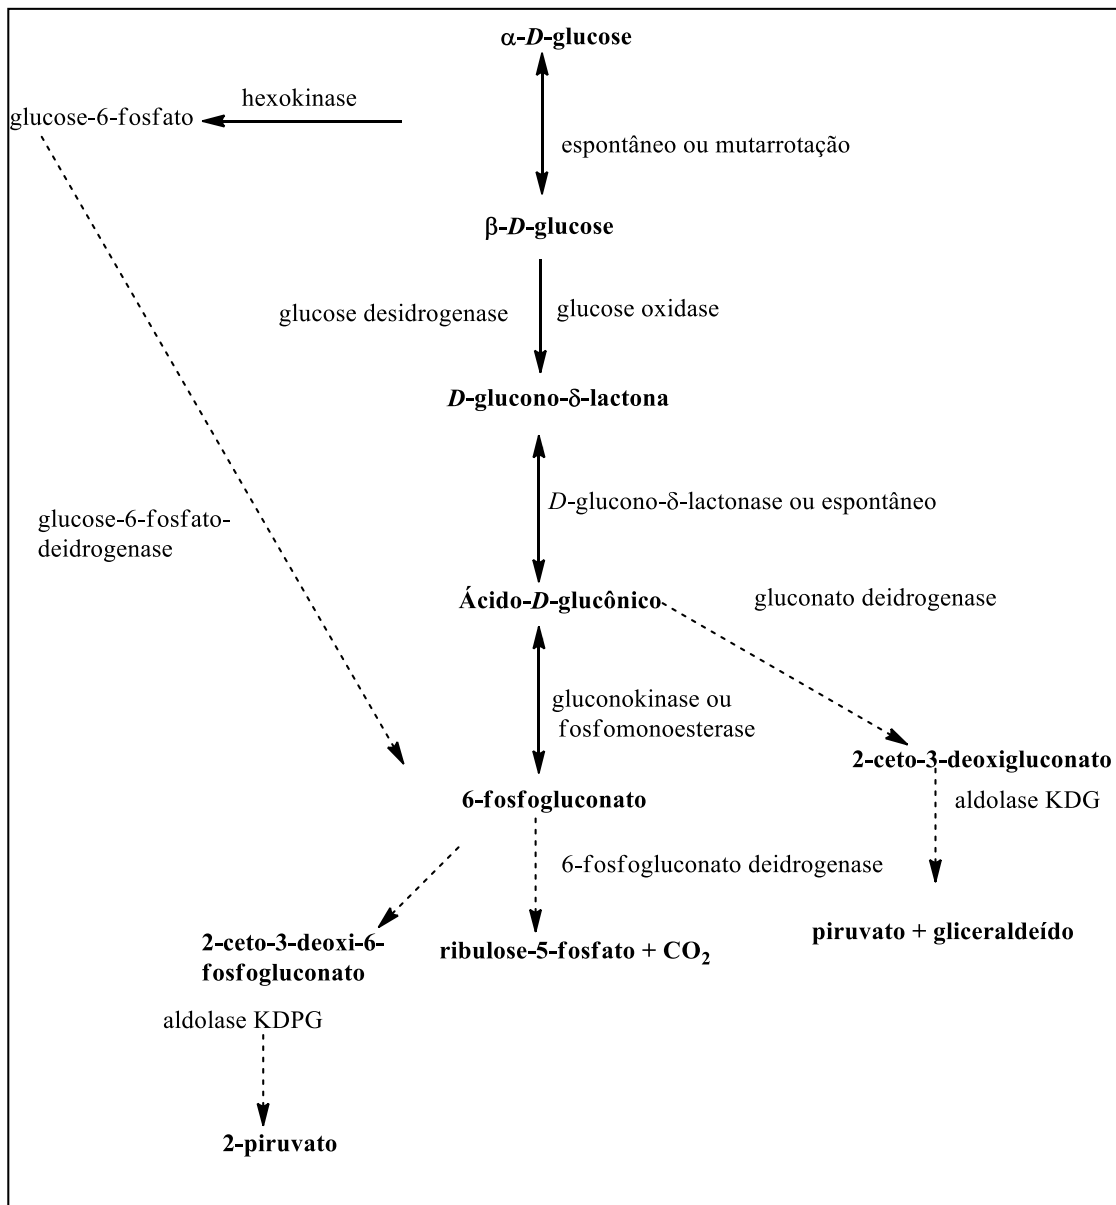 α-D-glucose
hexokinase
glucose-6-fosfato
espontâneo ou mutarrotação
β-D-glucose
glucose desidrogenase
glucose oxidase
D-glucono-δ-lactona
D-glucono-δ-lactonase ou espontâneo
glucose-6-fosfato-
deidrogenase
Ácido-D-glucônico
gluconato deidrogenase
gluconokinase ou
fosfomonoesterase
2-ceto-3-deoxigluconato
6-fosfogluconato
aldolase KDG
6-fosfogluconato deidrogenase
2-ceto-3-deoxi-6-
fosfogluconato
ribulose-5-fosfato + CO₂
piruvato + gliceraldeído
aldolase KDPG
2-piruvato